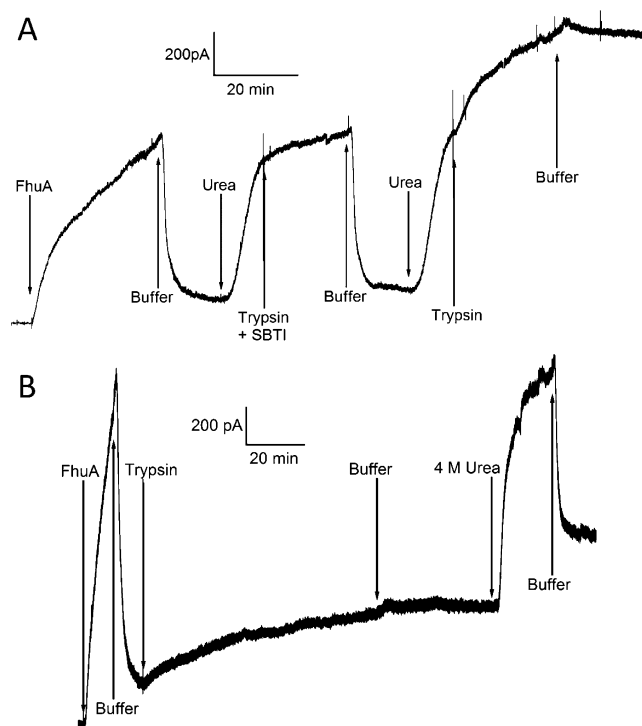 A
200pA
20 min
FhuA
Urea
Urea
Buffer
Buffer
Trypsin
+ SBTI
Buffer
Trypsin
B
200 pA
20 min
FhuA
Trypsin
Buffer
4 M Urea
Buffer
Buffer